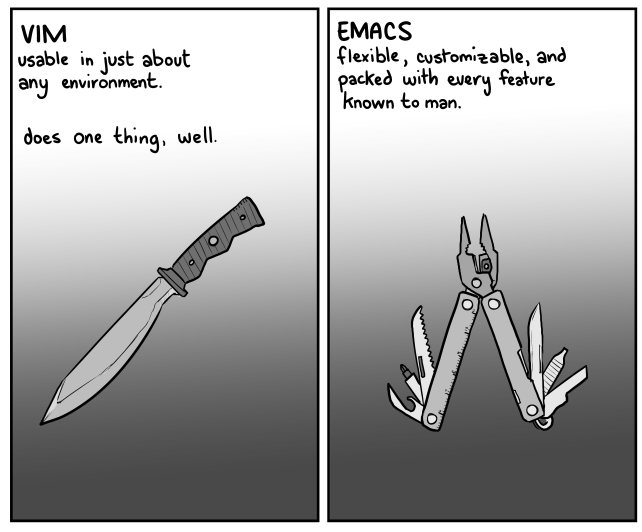 VIM
usable in just about
any environment.
does one thing, well.
EMACS
flexible, customizable, and
packed with every feature
known to man.